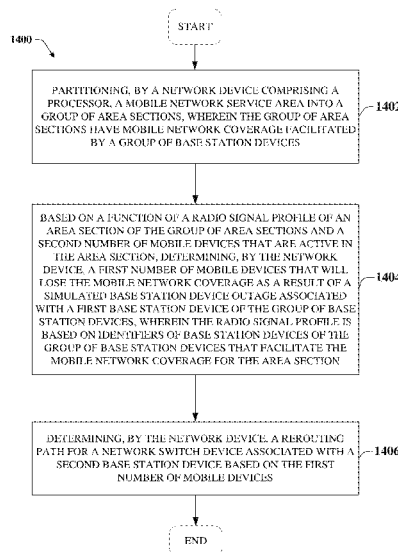 START
1400
PARTITIONING, BY A NETWORK DEVICE COMPRISING A
PROCESSOR, A MOBILE NETWORK SERVICE AREA INTO A
GROUP OF AREA SECTIONS, WHEREIN THE GROUP OF AREA
SECTIONS HAVE MOBILE NETWORK COVERAGE FACILITATED
BY A GROUP OF BASE STATION DEVICES
1402
BASED ON A FUNCTION OF A RADIO SIGNAL PROFILE OF AN
AREA SECTION OF THE GROUP OF AREA SECTIONS AND A
SECOND NUMBER OF MOBILE DEVICES THAT ARE ACTIVE IN
THE AREA SECTION, DETERMINING, BY THE NETWORK
DEVICE, A FIRST NUMBER OF MOBILE DEVICES THAT WILL
LOSE THE MOBILE NETWORK COVERAGE AS A RESULT OF A
SIMULATED BASE STATION DEVICE OUTAGE ASSOCIATED
WITH A FIRST BASE STATION DEVICE OF THE GROUP OF BASE
STATION DEVICES, WHEREIN THE RADIO SIGNAL PROFILE IS
BASED ON IDENTIFIERS OF BASE STATION DEVICES OF THE
GROUP OF BASE STATION DEVICES THAT FACILITATE THE
MOBILE NETWORK COVERAGE FOR THE AREA SECTION
1404
DETERMINING, BY THE NETWORK DEVICE, A REROUTING
PATH FOR A NETWORK SWITCH DEVICE ASSOCIATED WITH A
SECOND BASE STATION DEVICE BASED ON THE FIRST
NUMBER OF MOBILE DEVICES
1406
END